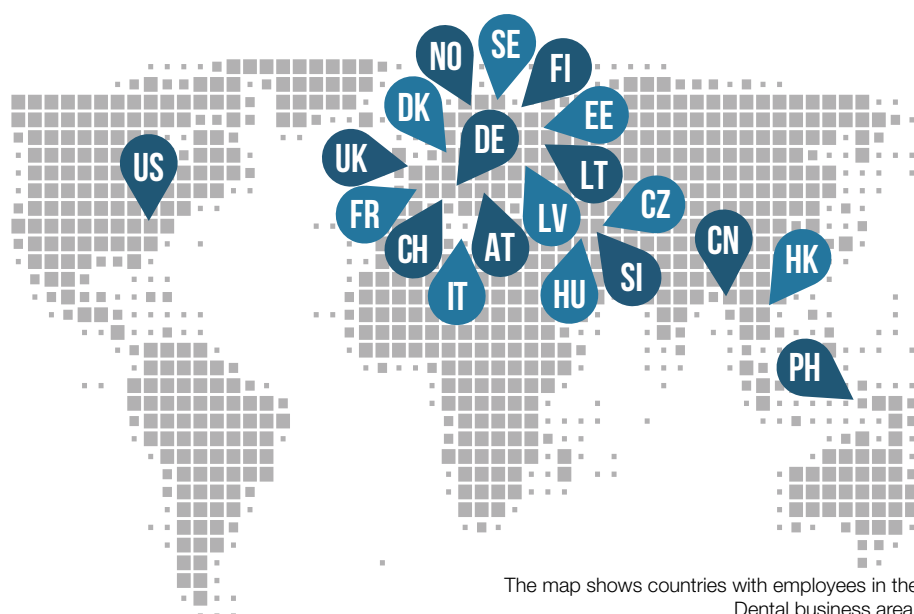 NO
SE
FI
DK
EE
DE
UK
US
LT
FR
LV
CZ
CH
AT
CN
HK
IT
HU
SI
PH
The map shows countries with employees in the
Dental business area